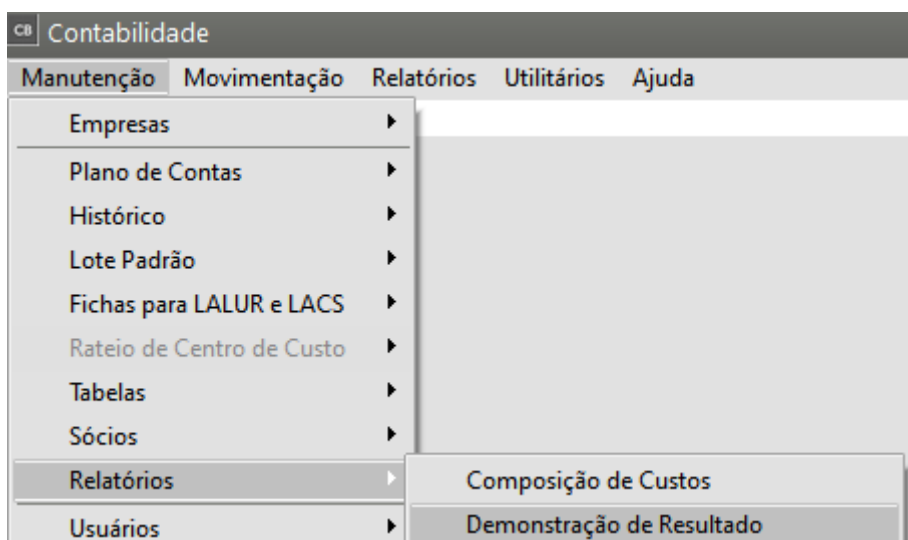 CB Contabilidade
Manutenção Movimentação Relatórios Utilitários Ajuda
Empresas
Plano de Contas
Histórico
Lote Padrão
Fichas para LALUR e LACS
Rateio de Centro de Custo
Tabelas
Sócios
Relatórios
Composição de Custos
Usuários
Demonstração de Resultado